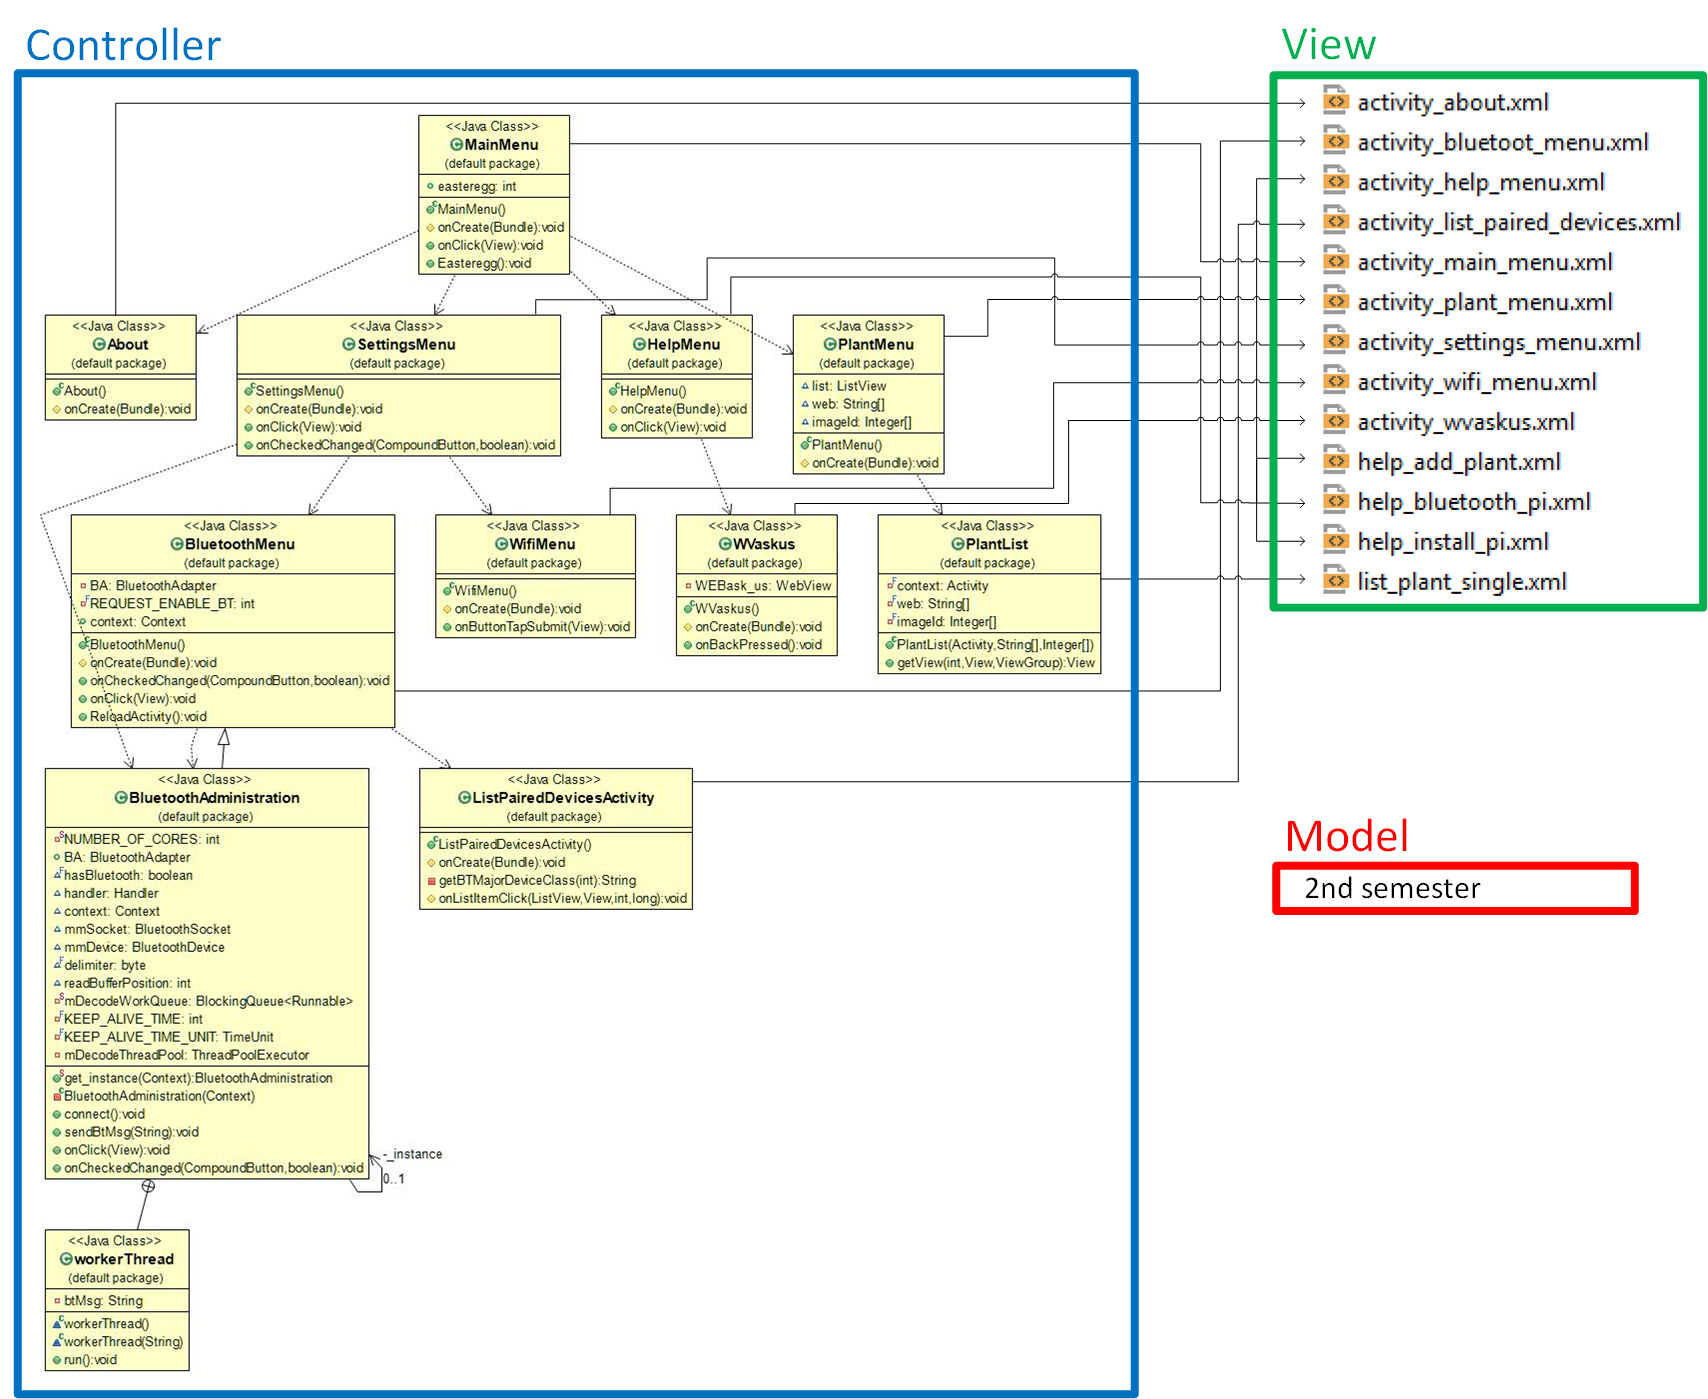 Controller
View
<<Java Class>>
MainMenu
(default package)
easteregg: int
MainMenu()
onCreate(Bundle):void
onClick(View):void
Easteregg():void
<<Java Class>>
About
(default package)
About()
onCreate(Bundle):void
<<Java Class>>
SettingsMenu
(default package)
SettingsMenu()
onCreate(Bundle):void
onClick(View):void
onCheckedChanged(CompoundButton,boolean):void
<<Java Class>>
HelpMenu
(default package)
HelpMenu()
onCreate(Bundle):void
onClick(View):void
<<Java Class>>
PlantMenu
(default package)
list: ListView
web: String[]
imageId: Integer[]
PlantMenu()
onCreate(Bundle):void
<<Java Class>>
BluetoothMenu
(default package)
BA: BluetoothAdapter
REQUEST_ENABLE_BT: int
context: Context
BluetoothMenu()
onCreate(Bundle):void
onCheckedChanged(CompoundButton,boolean):void
onClick(View):void
ReloadActivity():void
<<Java Class>>
WifiMenu
(default package)
WifiMenu()
onCreate(Bundle):void
onButtonTapSubmit(View):void
<<Java Class>>
WVaskus
(default package)
WEBask_us: WebView
WVaskus()
onCreate(Bundle):void
onBackPressed():void
<<Java Class>>
PlantList
(default package)
context: Activity
web: String[]
imageId: Integer[]
PlantList(Activity,String[],Integer[])
getView(int,View,ViewGroup):View
<<Java Class>>
BluetoothAdministration
(default package)
NUMBER_OF_CORES: int
BA: BluetoothAdapter
hasBluetooth: boolean
handler: Handler
context: Context
mmSocket: BluetoothSocket
mmDevice: BluetoothDevice
delimiter: byte
readBufferPosition: int
mDecodeWorkQueue: BlockingQueue<Runnable>
KEEP_ALIVE_TIME: int
KEEP_ALIVE_TIME_UNIT: TimeUnit
mDecodeThreadPool: ThreadPoolExecutor
get_instance(Context):BluetoothAdministration
BluetoothAdministration(Context)
connect():void
sendBtMsg(String):void
onClick(View):void
onCheckedChanged(CompoundButton,boolean):void
-_instance
0..1
<<Java Class>>
ListPairedDevicesActivity
(default package)
ListPairedDevicesActivity()
onCreate(Bundle):void
getBTMajorDeviceClass(int):String
onListItemClick(ListView,View,int,long):void
<<Java Class>>
workerThread
(default package)
btMsg: String
workerThread()
workerThread(String)
run():void
activity_about.xml
activity_bluetoot_menu.xml
activity_help_menu.xml
activity_list_paired_devices.xml
activity_main_menu.xml
activity_plant_menu.xml
activity_settings_menu.xml
activity_wifi_menu.xml
activity_wvaskus.xml
help_add_plant.xml
help_bluetooth_pi.xml
help_install_pi.xml
list_plant_single.xml
Model
2nd semester